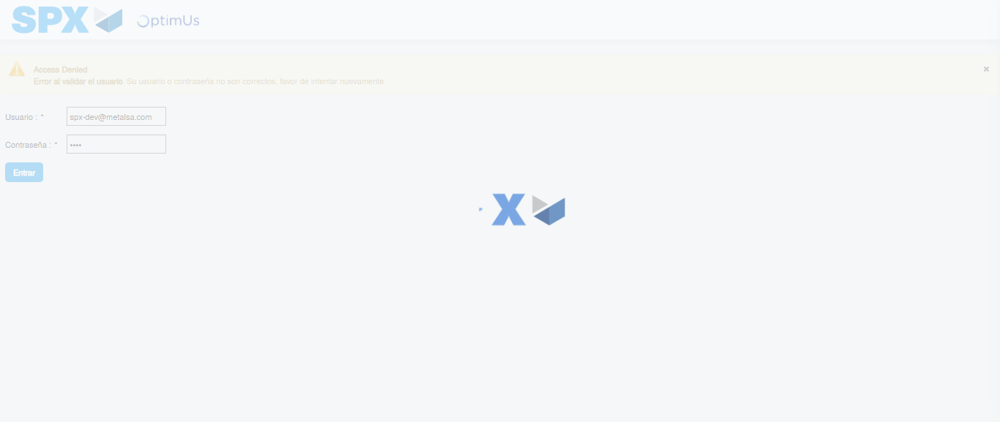 SPX OptimUs
Access Denied
Error al validar el usuario Su usuario o contraseña no son correctos, favor de intentar nuevamente
Usuario : * spx-dev@metalsa.com
Contraseña : * ••••
Entrar
X